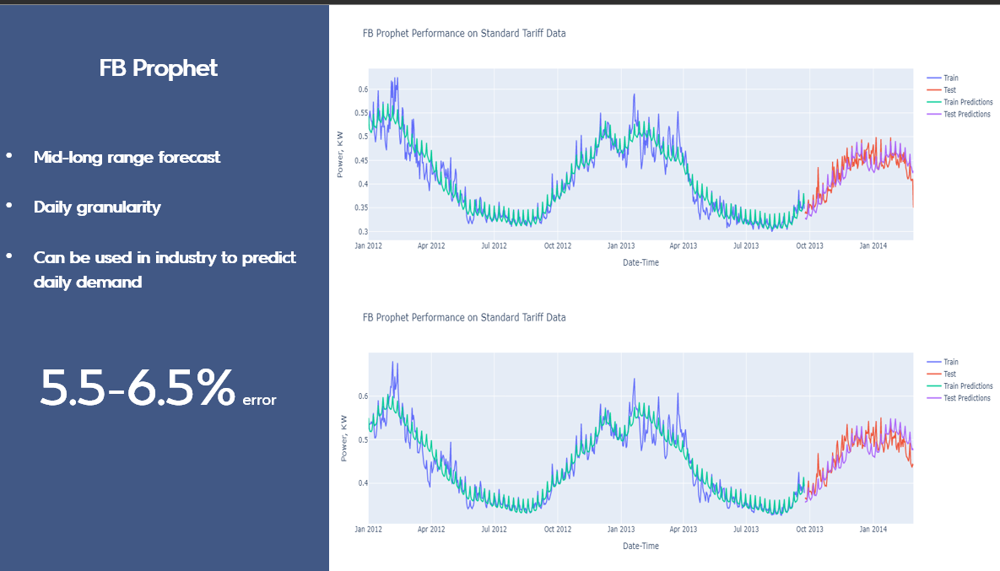 FB Prophet
• Mid-long range forecast
• Daily granularity
• Can be used in industry to predict
daily demand
5.5-6.5% error
FB Prophet Performance on Standard Tariff Data
Power, KW
0.6
0.55
0.5
0.45
0.4
0.35
0.3
Jan 2012 Apr 2012 Jul 2012 Oct 2012 Jan 2013 Apr 2013 Jul 2013 Oct 2013 Jan 2014
Date-Time
Train
Test
Train Predictions
Test Predictions
FB Prophet Performance on Standard Tariff Data
Power, KW
0.6
0.5
0.4
Jan 2012 Apr 2012 Jul 2012 Oct 2012 Jan 2013 Apr 2013 Jul 2013 Oct 2013 Jan 2014
Date-Time
Train
Test
Train Predictions
Test Predictions